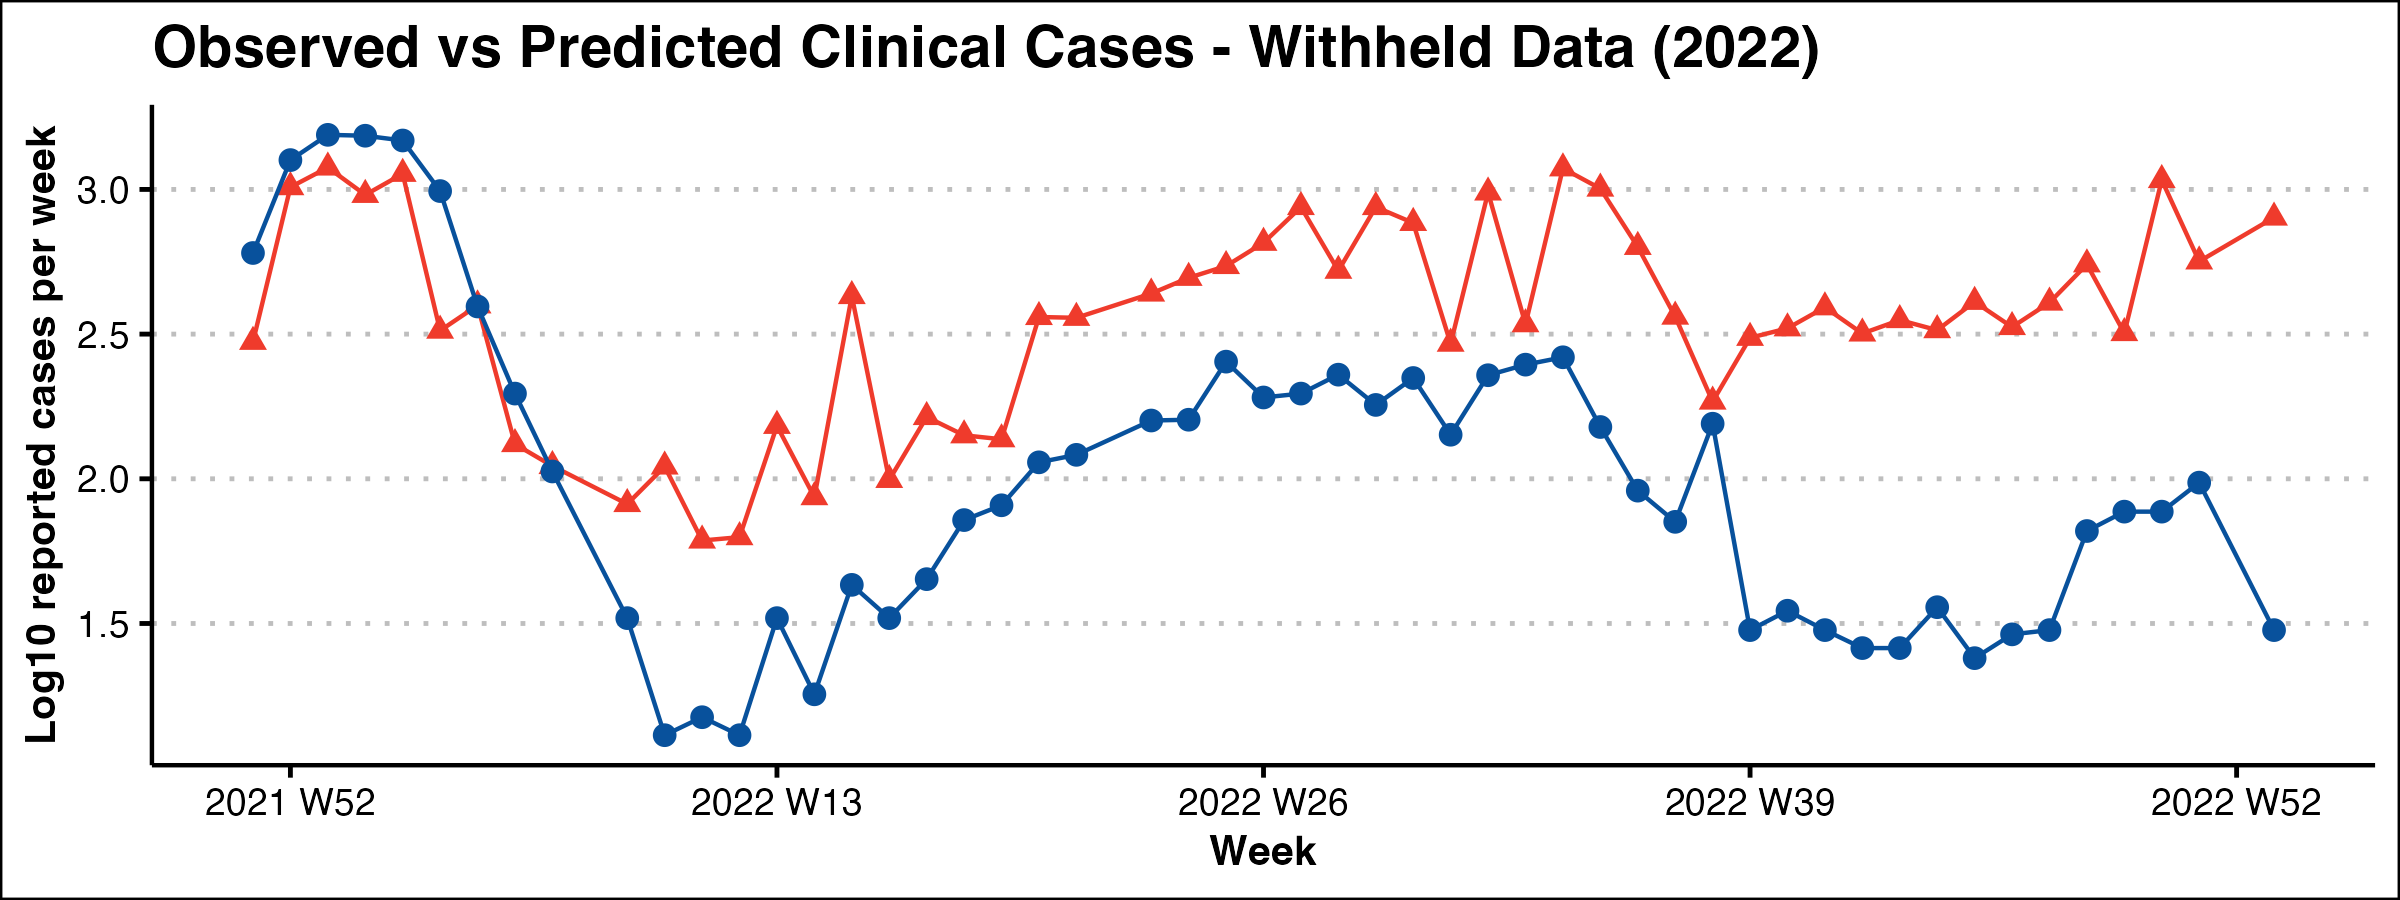 Observed vs Predicted Clinical Cases - Withheld Data (2022)
Log10 reported cases per week
3.0
2.5
2.0
1.5
2021 W52
2022 W13
2022 W26
2022 W39
2022 W52
Week